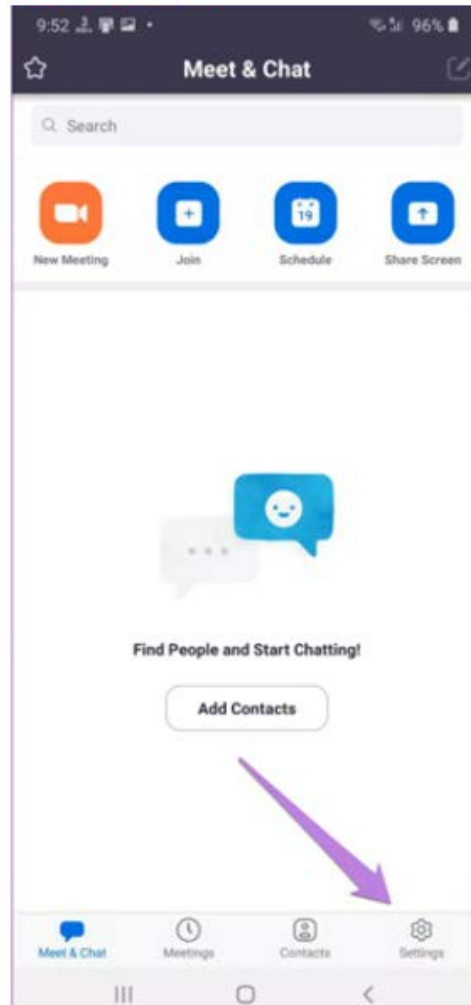 9:52
96%
Meet & Chat
Search
New Meeting
Join
19
Schedule
Share Screen
Find People and Start Chatting!
Add Contacts
Meet & Chat
Meetings
Contacts
Settings